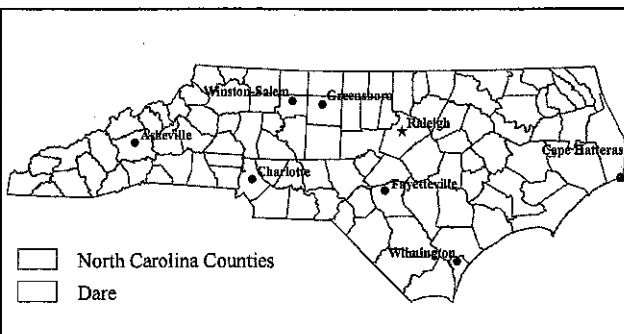 Winston-Salem
Greensboro
Raleigh
Asheville
Cape Hatteras
Charlotte
Fayetteville
Wilmington
North Carolina Counties
Dare